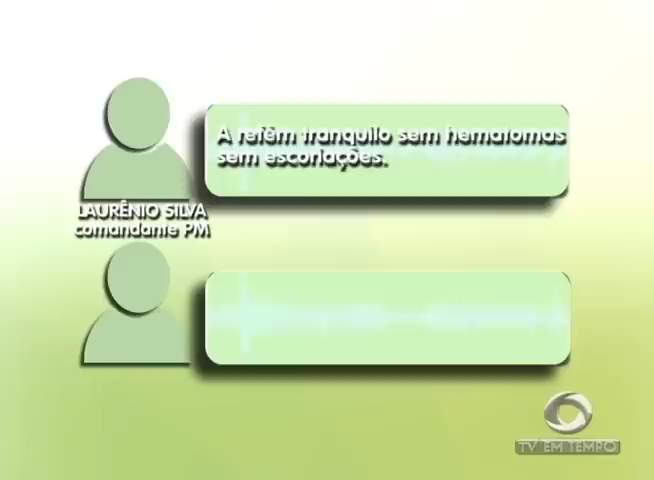 A refém tranquilo sem hematomas
sem escoriações.
LAURÊNIO SILVA
comandante PM
TV EM TEMPO